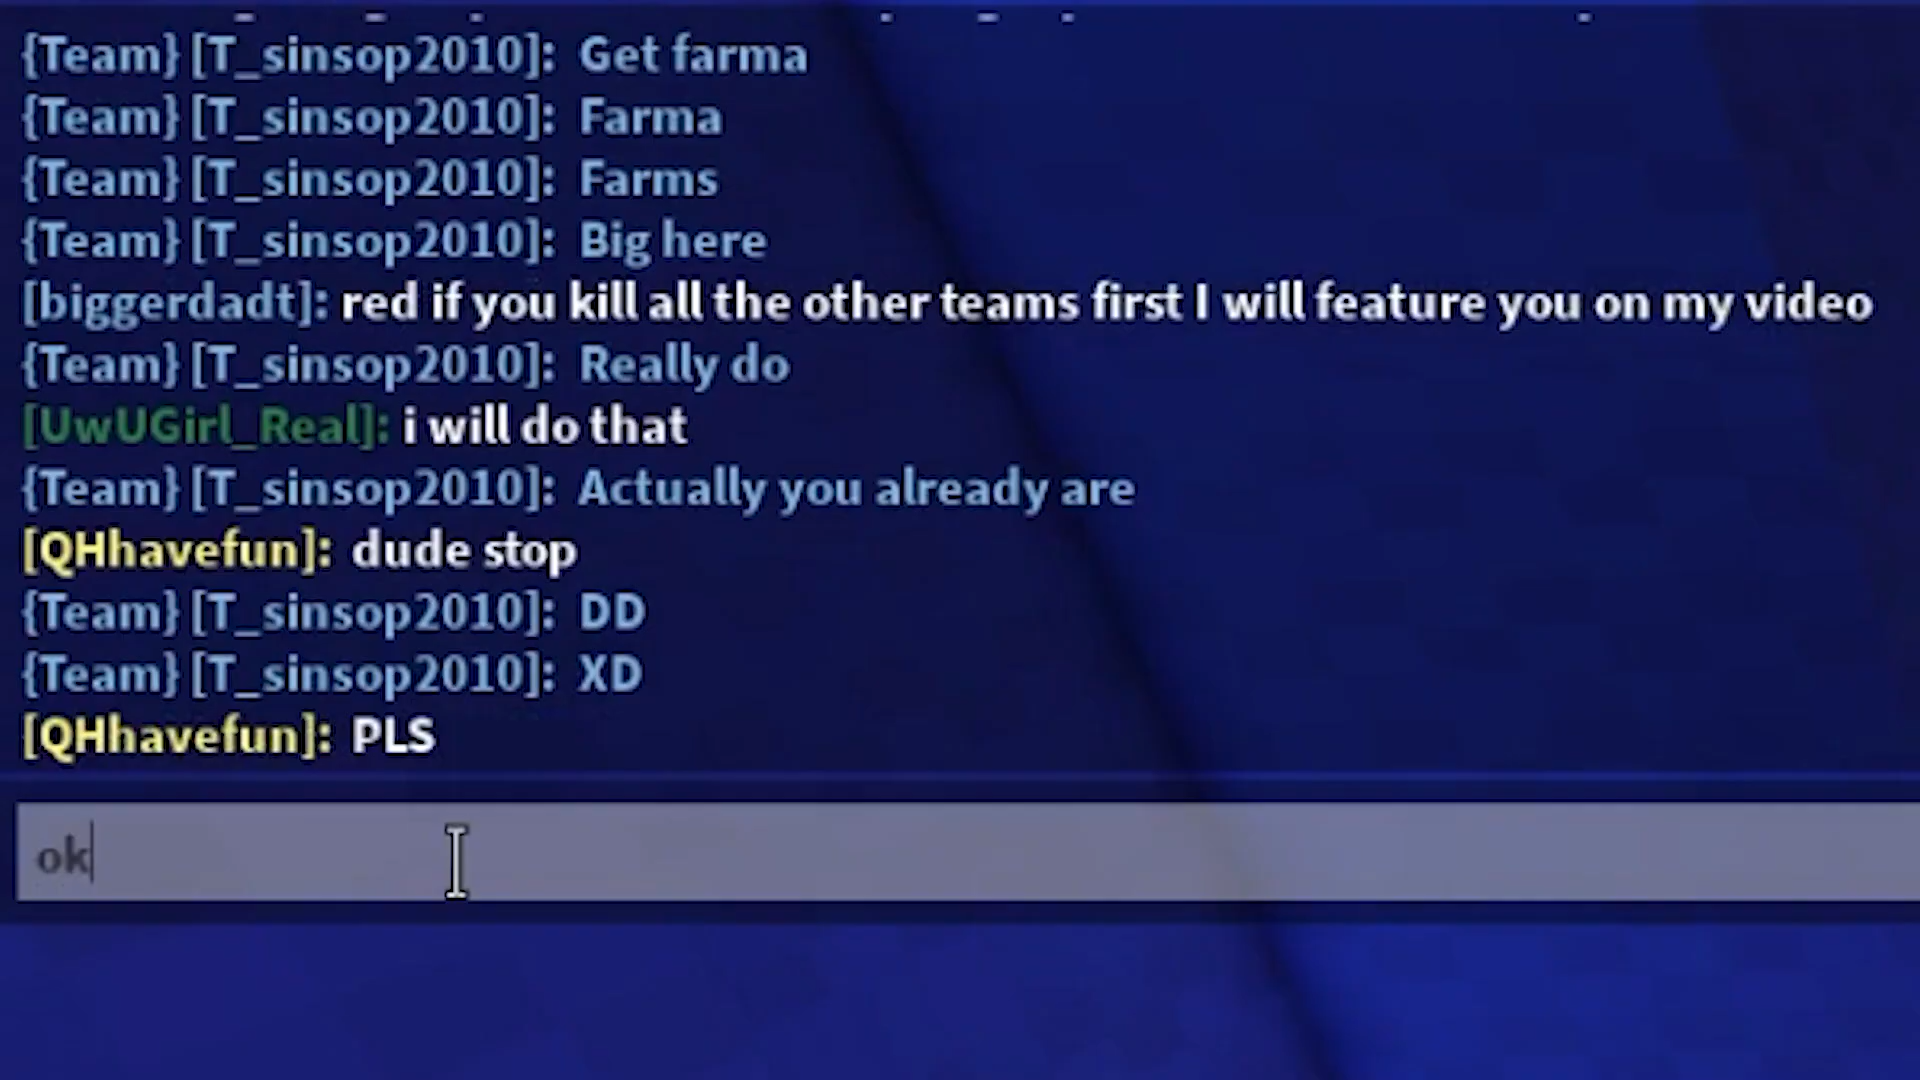 {Team} [T_sinsop2010]: Get farma
{Team} [T_sinsop2010]: Farma
{Team} [T_sinsop2010]: Farms
{Team} [T_sinsop2010]: Big here
[biggerdadt]: red if you kill all the other teams first I will feature you on my video
{Team} [T_sinsop2010]: Really do
[UwUGirl_Real]: i will do that
{Team} [T_sinsop2010]: Actually you already are
[QHhavefun]: dude stop
{Team} [T_sinsop2010]: DD
{Team} [T_sinsop2010]: XD
[QHhavefun]: PLS
ok